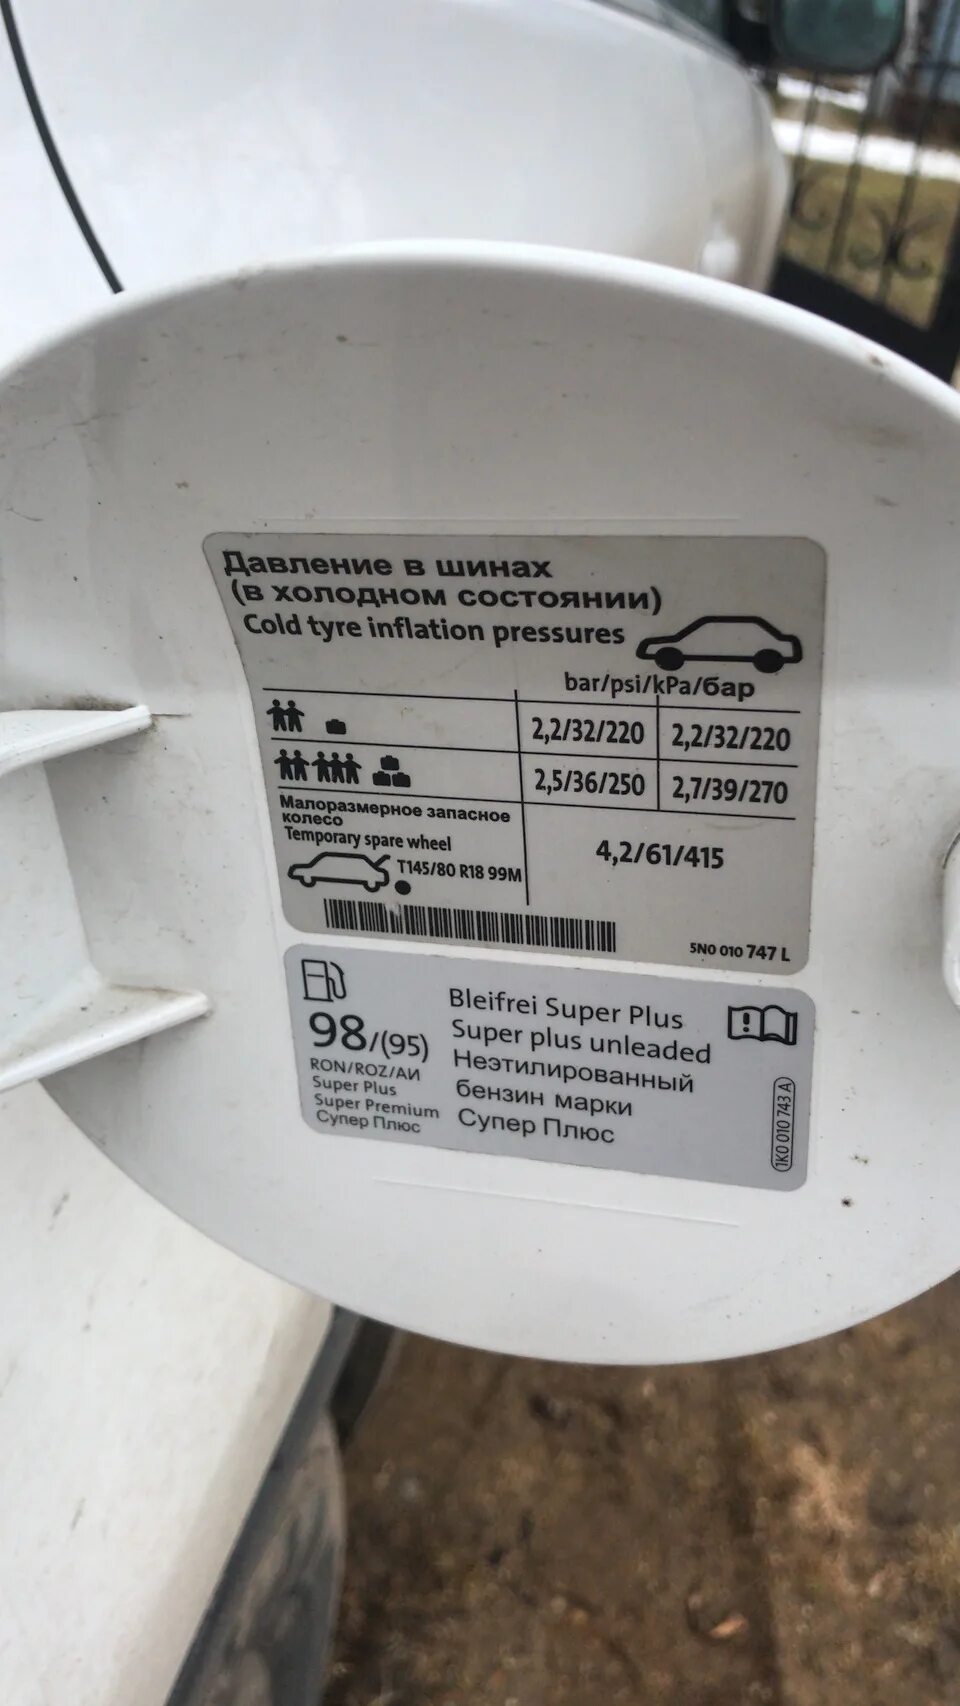 Давление в шинах
(в холодном состоянии)
Cold tyre inflation pressures
bar/psi/kPa/бар
2,2/32/220 2,2/32/220
2,5/36/250 2,7/39/270
Малоразмерное запасное
колесо
Temporary spare wheel
T145/80 R18 99M
4,2/61/415
5N0 010 747 L
98/(95)
RON/ROZ/АИ
Super Plus
Super Premium
Супер Плюс
Bleifrei Super Plus
Super plus unleaded
Неэтилированный
бензин марки
Супер Плюс
1K0 010 743 A